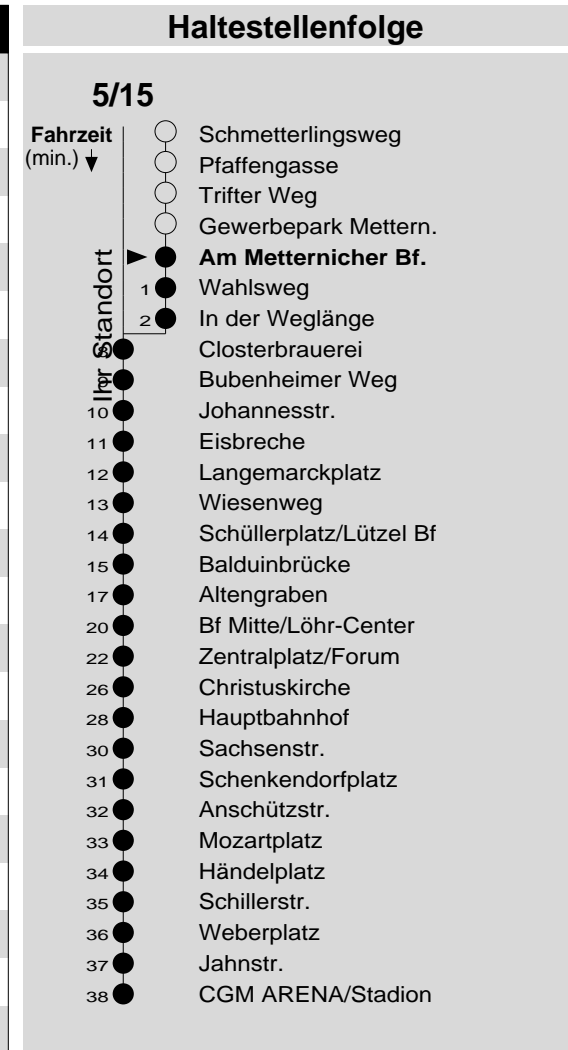 Haltestellenfolge
5/15
Fahrzeit
(min.)
Ihr Standort
Schmetterlingsweg
Pfaffengasse
Trifter Weg
Gewerbepark Mettern.
Am Metternicher Bf.
1 Wahlsweg
2 In der Weglänge
8 Closterbrauerei
9 Bubenheimer Weg
10 Johannesstr.
11 Eisbreche
12 Langemarckplatz
13 Wiesenweg
14 Schüllerplatz/Lützel Bf
15 Balduinbrücke
17 Altengraben
20 Bf Mitte/Löhr-Center
22 Zentralplatz/Forum
26 Christuskirche
28 Hauptbahnhof
30 Sachsenstr.
31 Schenkendorfplatz
32 Anschützstr.
33 Mozartplatz
34 Händelplatz
35 Schillerstr.
36 Weberplatz
37 Jahnstr.
38 CGM ARENA/Stadion